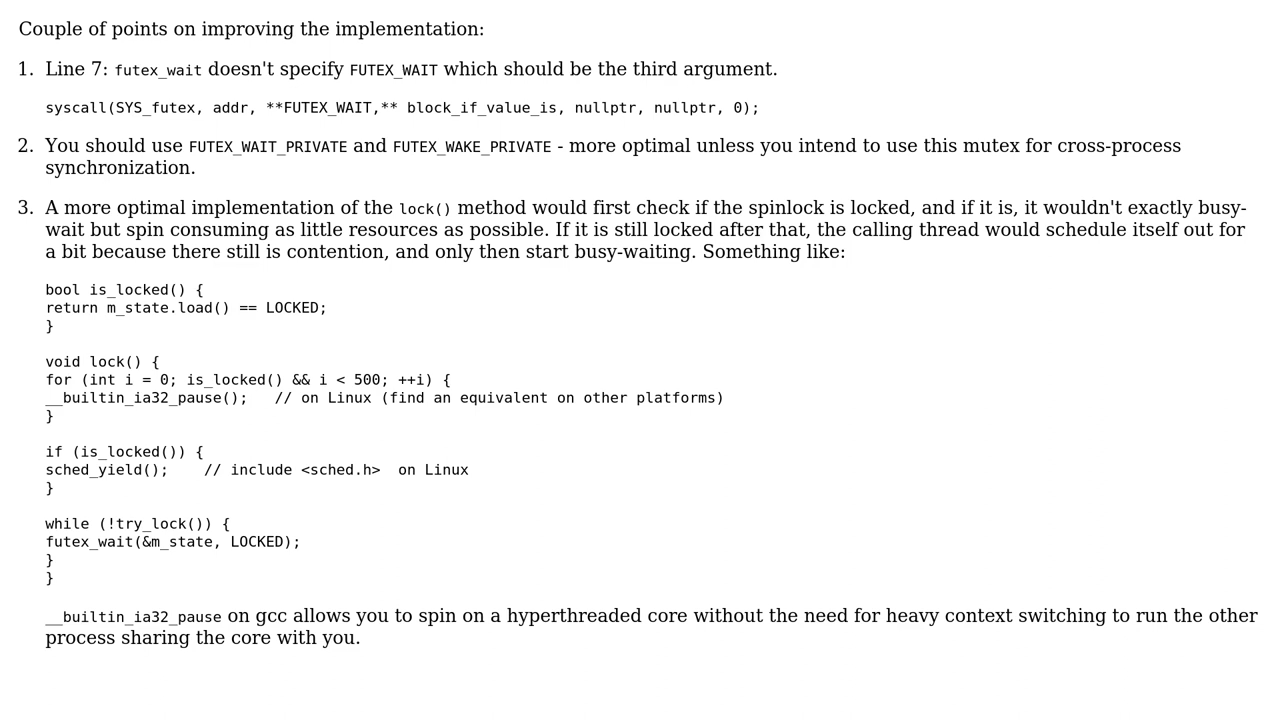 Couple of points on improving the implementation:
1. Line 7: futex_wait doesn't specify FUTEX_WAIT which should be the third argument.
syscall(SYS_futex, addr, **FUTEX_WAIT,** block_if_value_is, nullptr, nullptr, 0);
2. You should use FUTEX_WAIT_PRIVATE and FUTEX_WAKE_PRIVATE - more optimal unless you intend to use this mutex for cross-process
synchronization.
3. A more optimal implementation of the lock() method would first check if the spinlock is locked, and if it is, it wouldn't exactly busy-
wait but spin consuming as little resources as possible. If it is still locked after that, the calling thread would schedule itself out for
a bit because there still is contention, and only then start busy-waiting. Something like:
bool is_locked() {
return m_state.load() == LOCKED;
}
void lock() {
for (int i = 0; is_locked() && i < 500; ++i) {
__builtin_ia32_pause();   // on Linux (find an equivalent on other platforms)
}
if (is_locked()) {
sched_yield();    // include <sched.h>  on Linux
}
while (!try_lock()) {
futex_wait(&m_state, LOCKED);
}
}
__builtin_ia32_pause on gcc allows you to spin on a hyperthreaded core without the need for heavy context switching to run the other
process sharing the core with you.